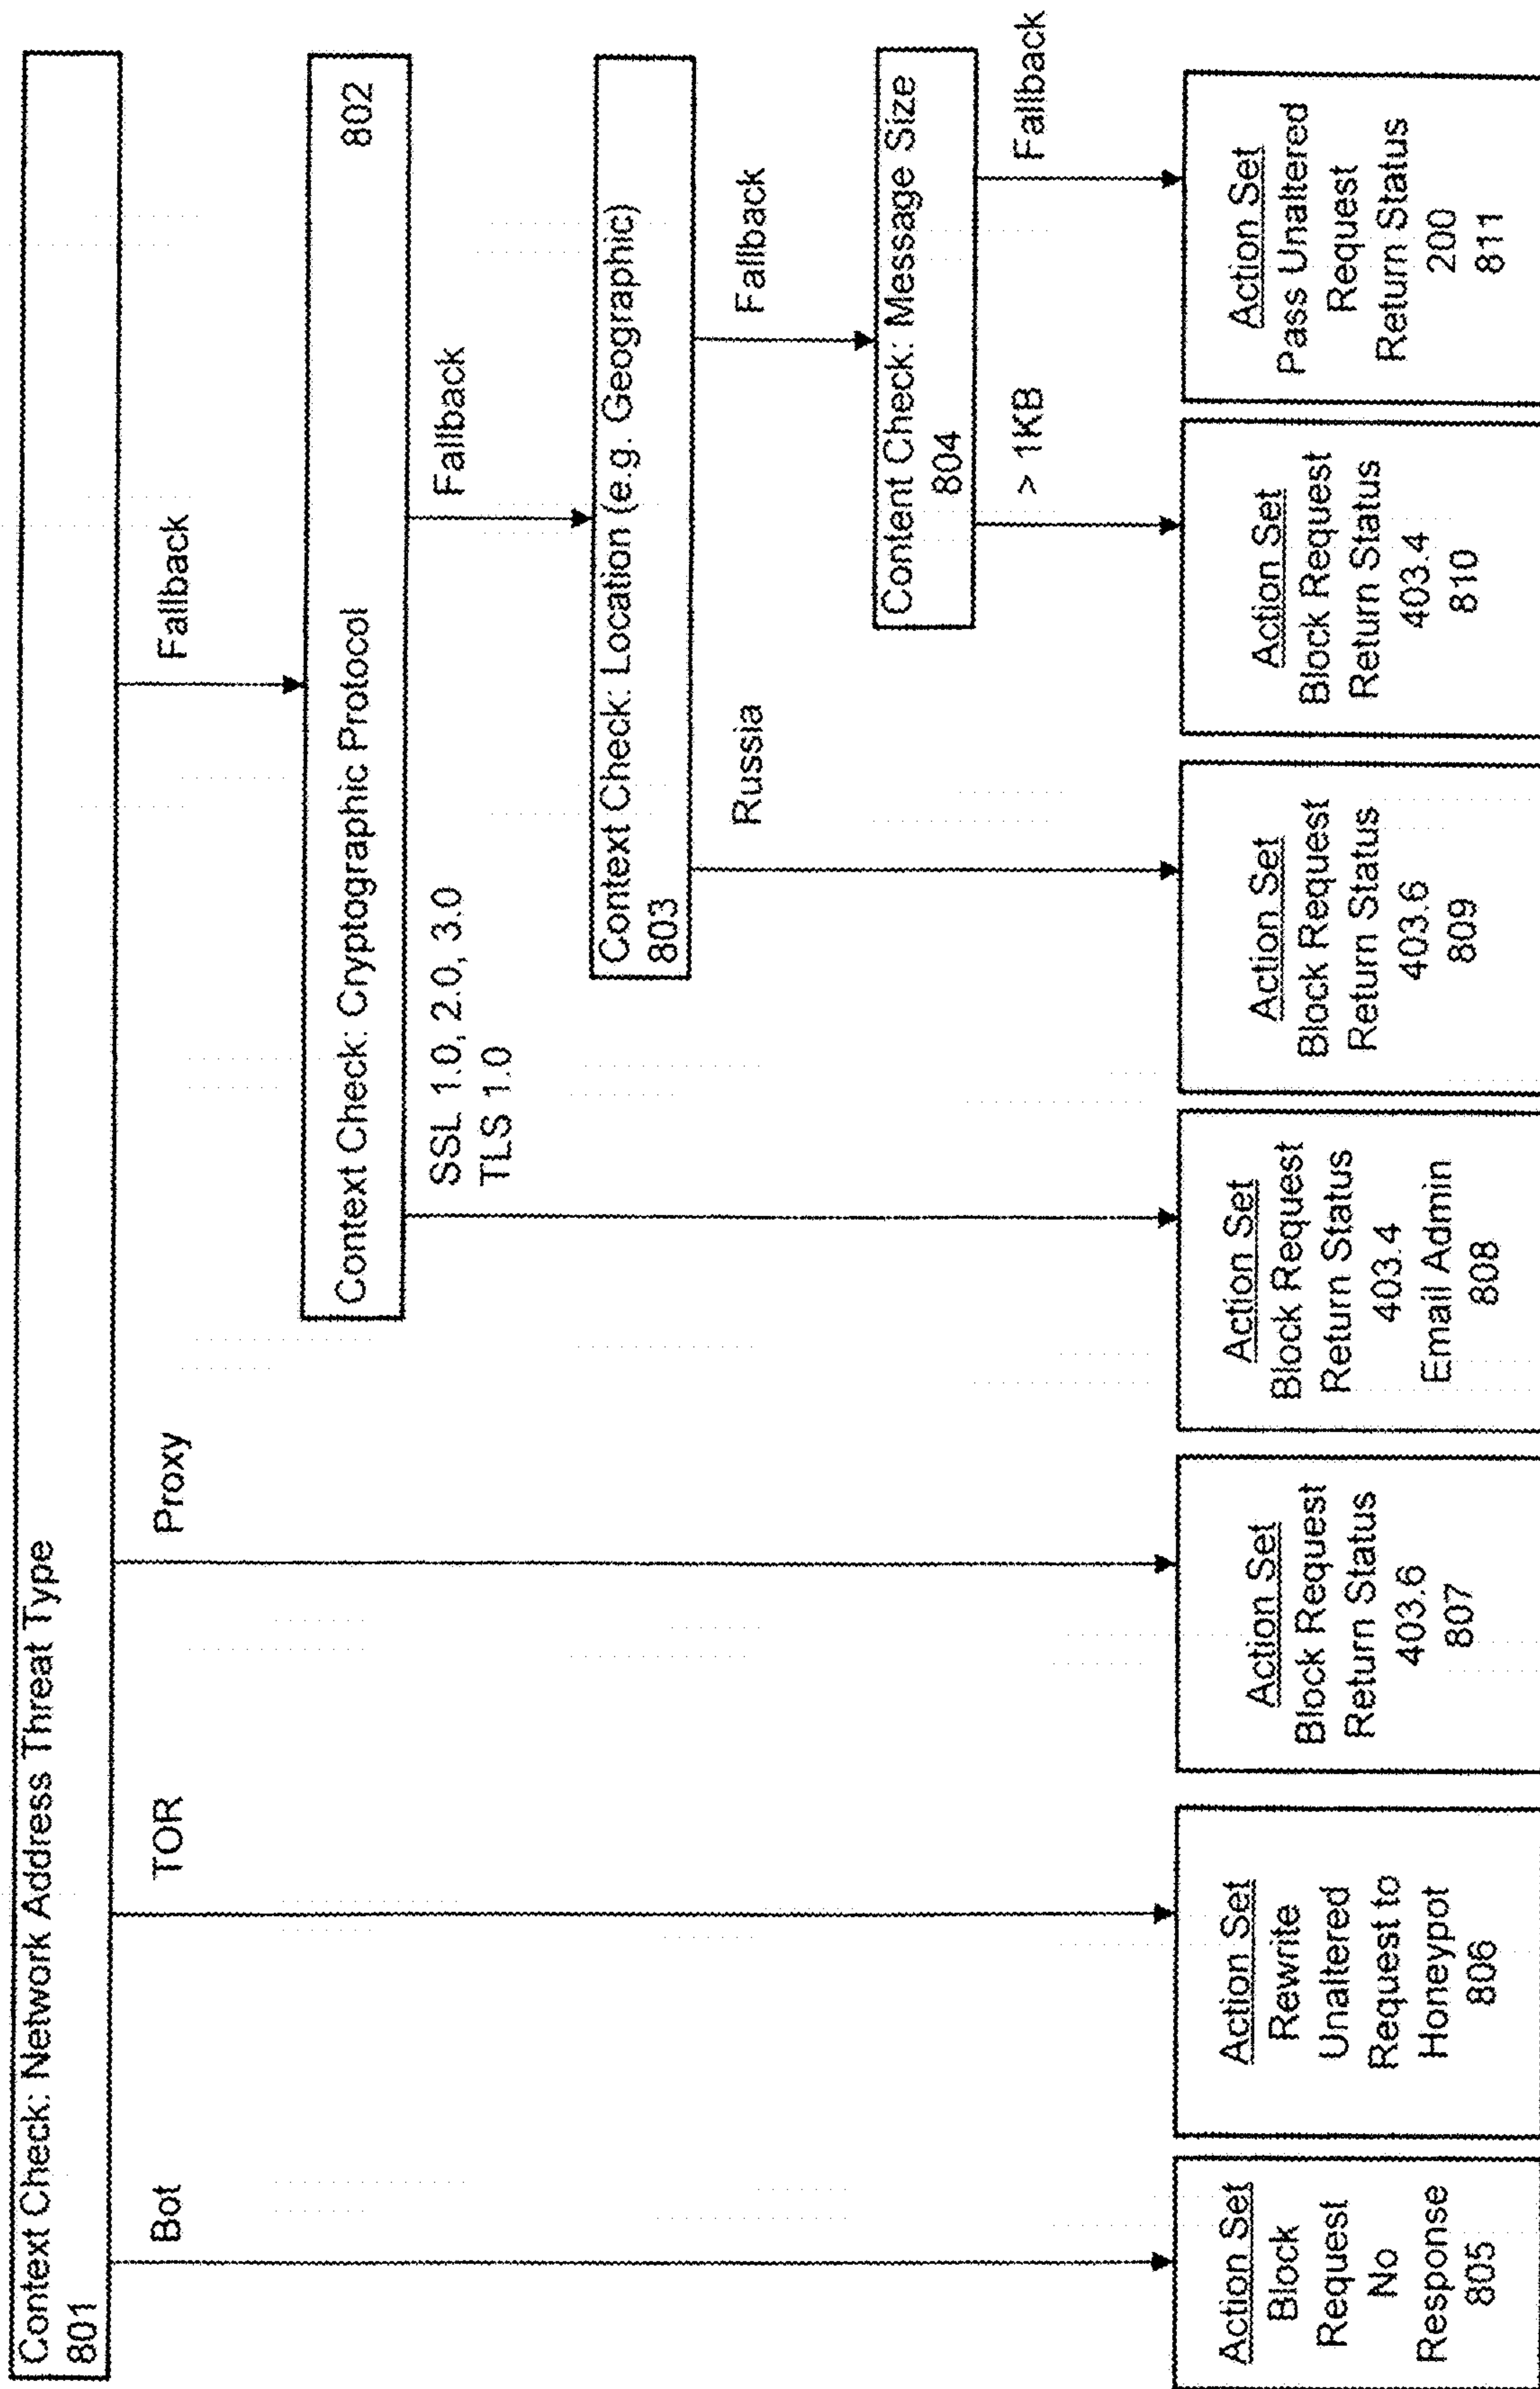 Context Check: Network Address Threat Type
801
Bot
TOR
Proxy
Fallback
Context Check: Cryptographic Protocol 802
SSL 1.0, 2.0, 3.0
TLS 1.0
Fallback
Context Check: Location (e.g. Geographic)
803
Russia
Fallback
Content Check: Message Size
804
> 1KB
Fallback
Action Set
Block
Request
No
Response
805
Action Set
Rewrite
Unaltered
Request to
Honeypot
806
Action Set
Block Request
Return Status
403.6
807
Action Set
Block Request
Return Status
403.4
Email Admin
808
Action Set
Block Request
Return Status
403.6
809
Action Set
Block Request
Return Status
403.4
810
Action Set
Pass Unaltered
Request
Return Status
200
811